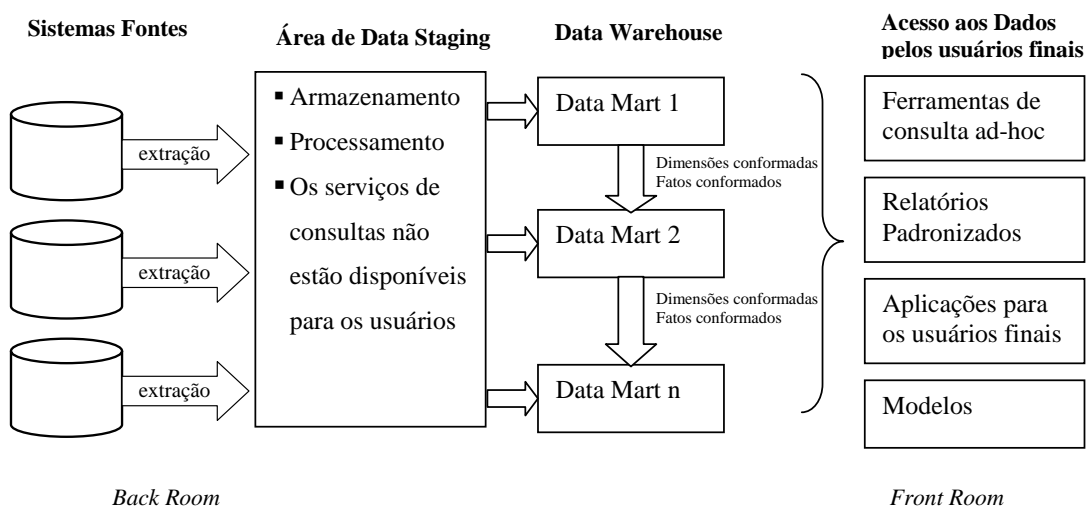 Sistemas Fontes
Área de Data Staging
Data Warehouse
Acesso aos Dados
pelos usuários finais
extração
extração
extração
▪ Armazenamento
▪ Processamento
▪ Os serviços de
consultas não
estão disponíveis
para os usuários
Data Mart 1
Dimensões conformadas
Fatos conformados
Data Mart 2
Dimensões conformadas
Fatos conformados
Data Mart n
Ferramentas de
consulta ad-hoc
Relatórios
Padronizados
Aplicações para
os usuários finais
Modelos
Back Room
Front Room